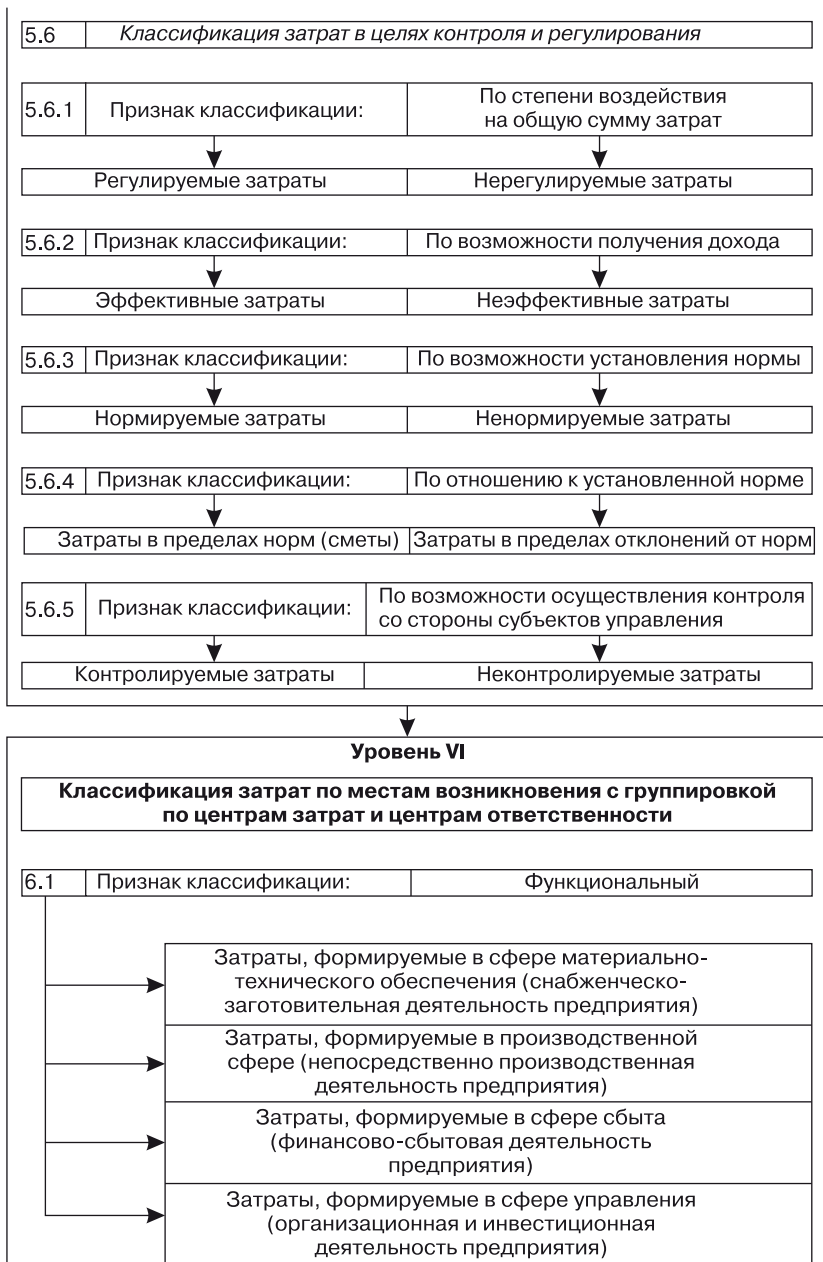 5.6 Классификация затрат в целях контроля и регулирования
5.6.1 Признак классификации: По степени воздействия
на общую сумму затрат
Регулируемые затраты Нерегулируемые затраты
5.6.2 Признак классификации: По возможности получения дохода
Эффективные затраты Неэффективные затраты
5.6.3 Признак классификации: По возможности установления нормы
Нормируемые затраты Ненормируемые затраты
5.6.4 Признак классификации: По отношению к установленной норме
Затраты в пределах норм (сметы) Затраты в пределах отклонений от норм
5.6.5 Признак классификации: По возможности осуществления контроля
со стороны субъектов управления
Контролируемые затраты Неконтролируемые затраты
Уровень VI
Классификация затрат по местам возникновения с группировкой
по центрам затрат и центрам ответственности
6.1 Признак классификации: Функциональный
Затраты, формируемые в сфере материально-
технического обеспечения (снабженческо-
заготовительная деятельность предприятия)
Затраты, формируемые в производственной
сфере (непосредственно производственная
деятельность предприятия)
Затраты, формируемые в сфере сбыта
(финансово-сбытовая деятельность
предприятия)
Затраты, формируемые в сфере управления
(организационная и инвестиционная
деятельность предприятия)